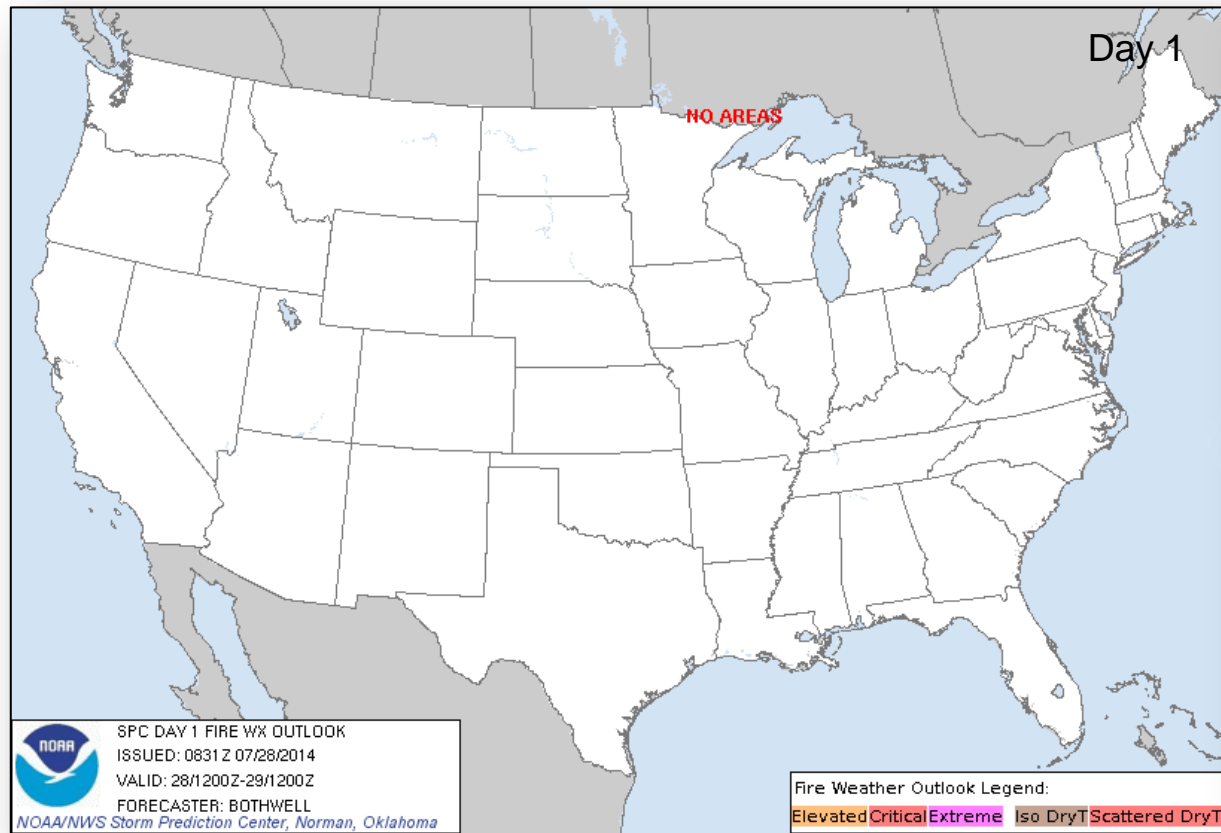 Day 1
NO AREAS
NOAA
SPC DAY 1 FIRE WX OUTLOOK
ISSUED: 0831Z 07/28/2014
VALID: 28/1200Z-29/1200Z
FORECASTER: BOTHWELL
NOAA/NWS Storm Prediction Center, Norman, Oklahoma
Fire Weather Outlook Legend:
Elevated Critical Extreme Iso DryT Scattered DryT